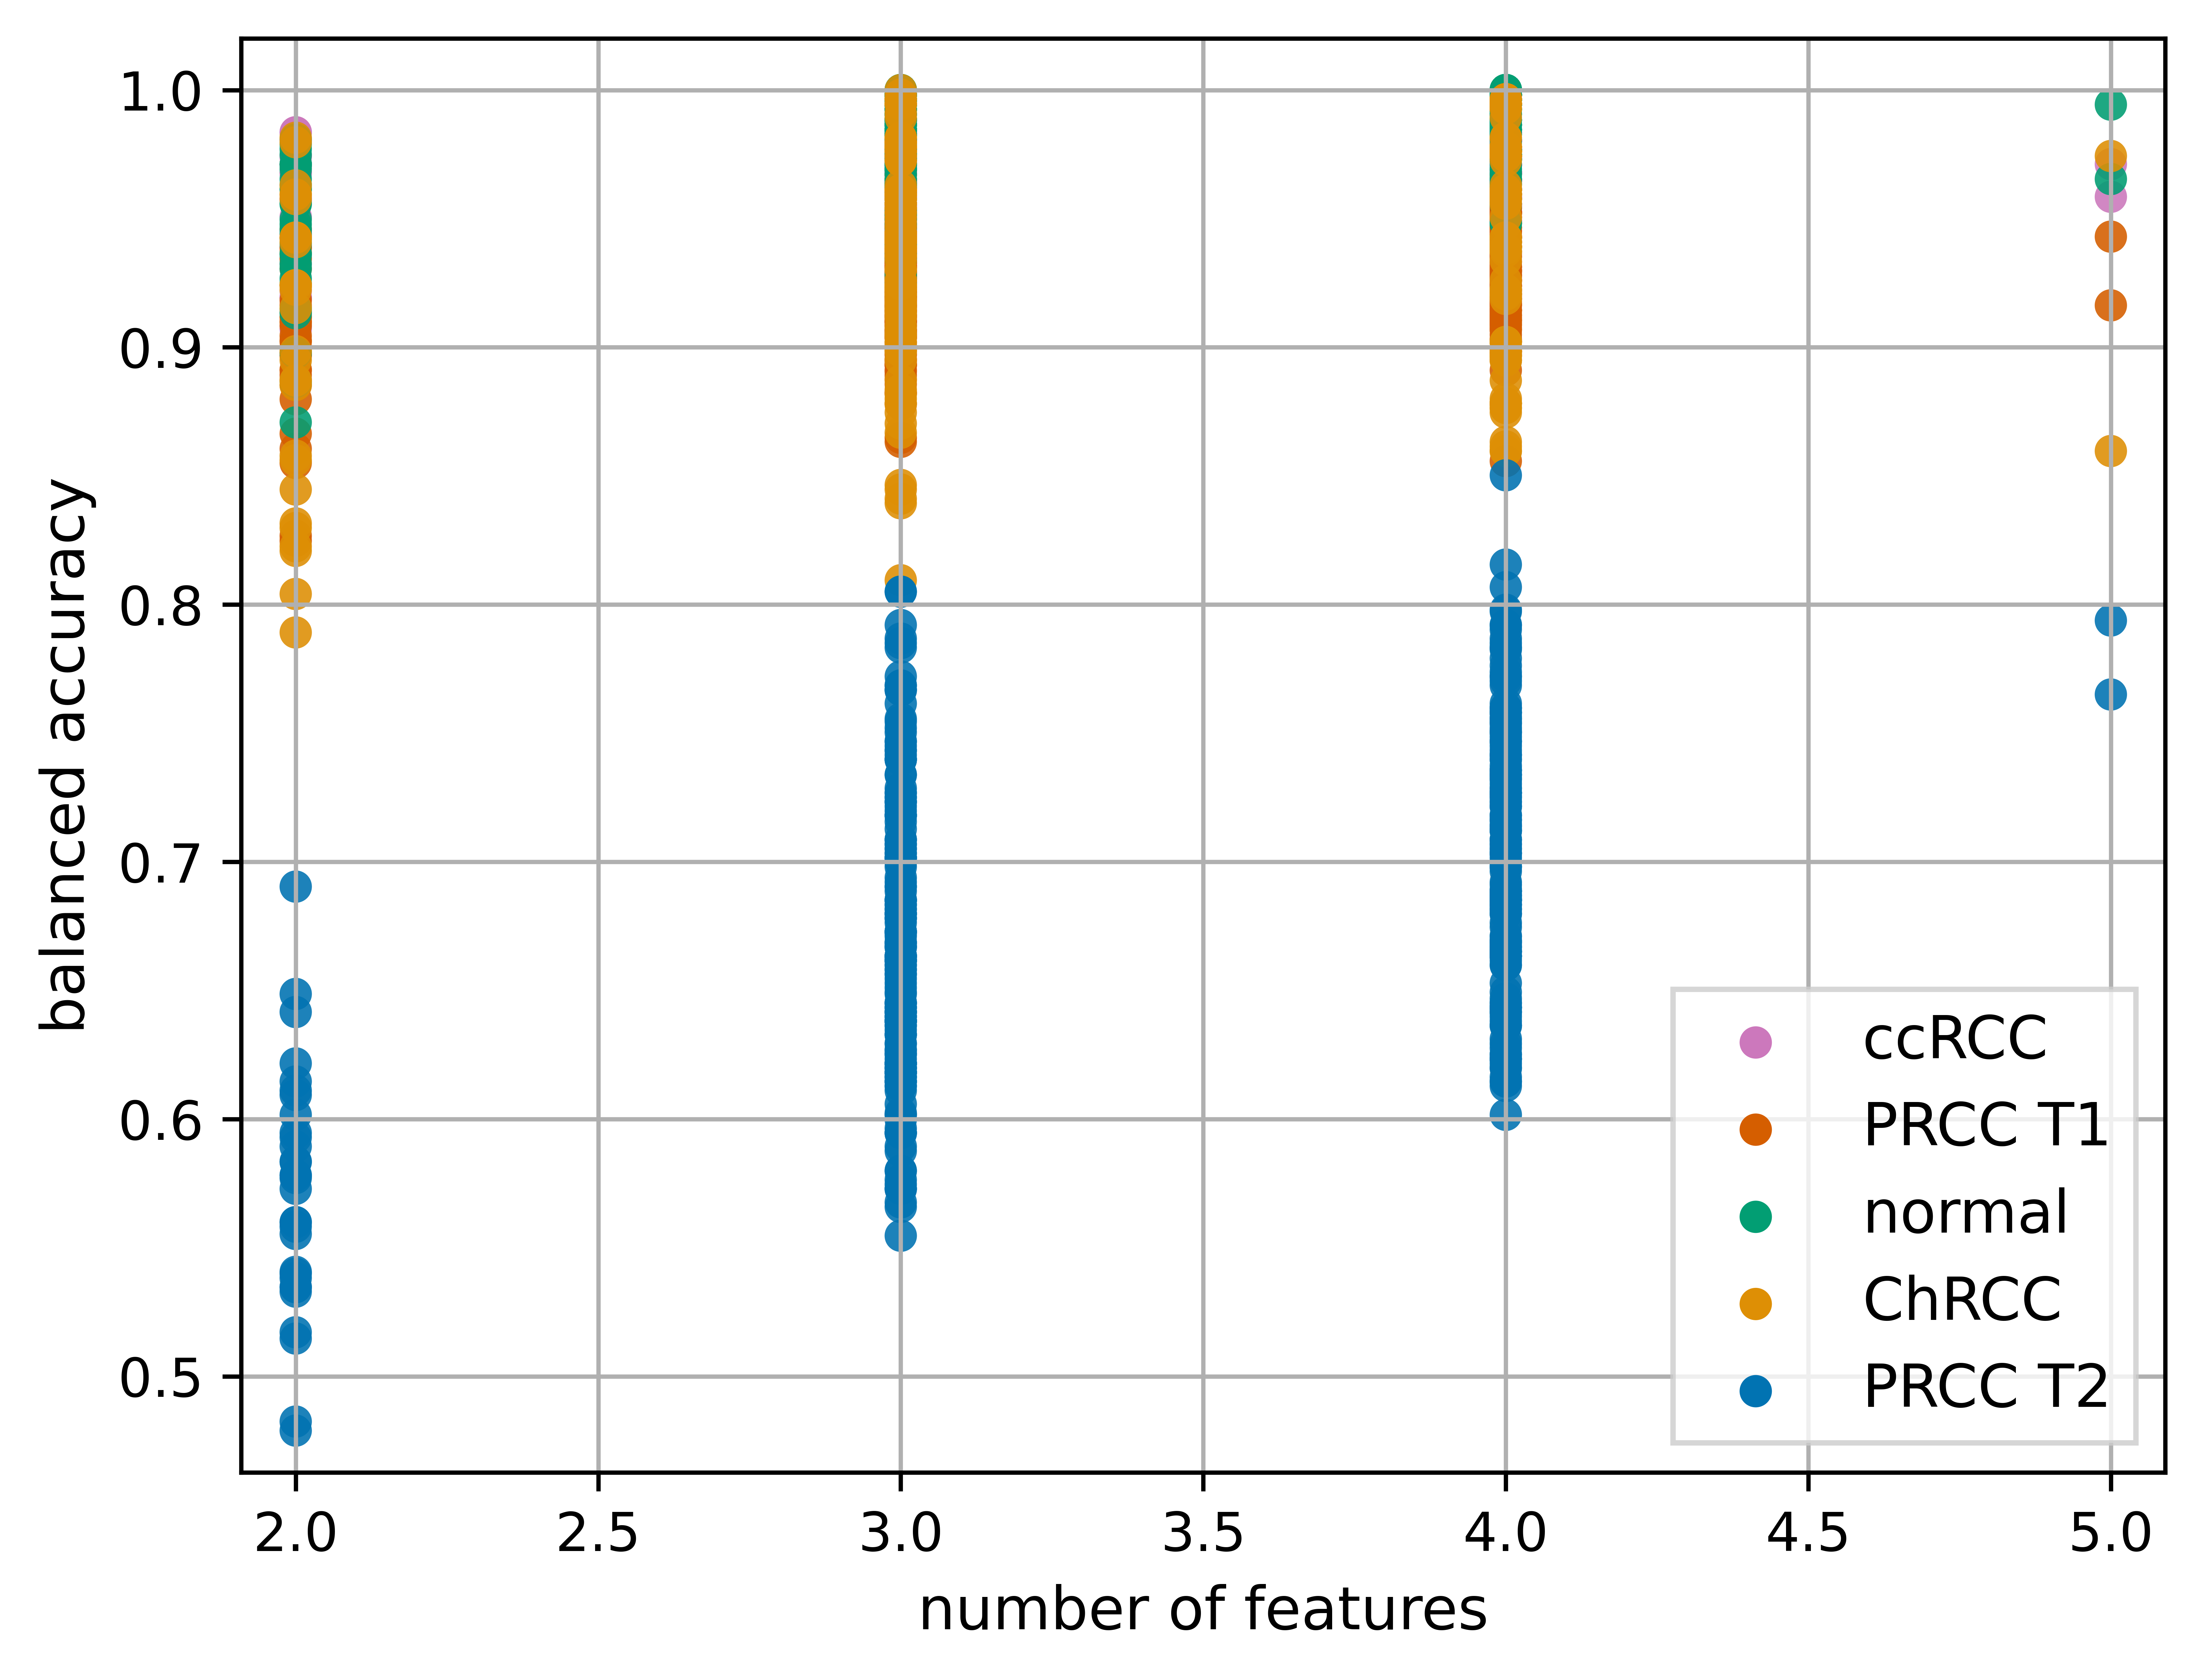 1.0
0.9
0.8
0.7
0.6
0.5
balanced accuracy
ccRCC
PRCC T1
normal
ChRCC
PRCC T2
2.0 2.5 3.0 3.5 4.0 4.5 5.0
number of features